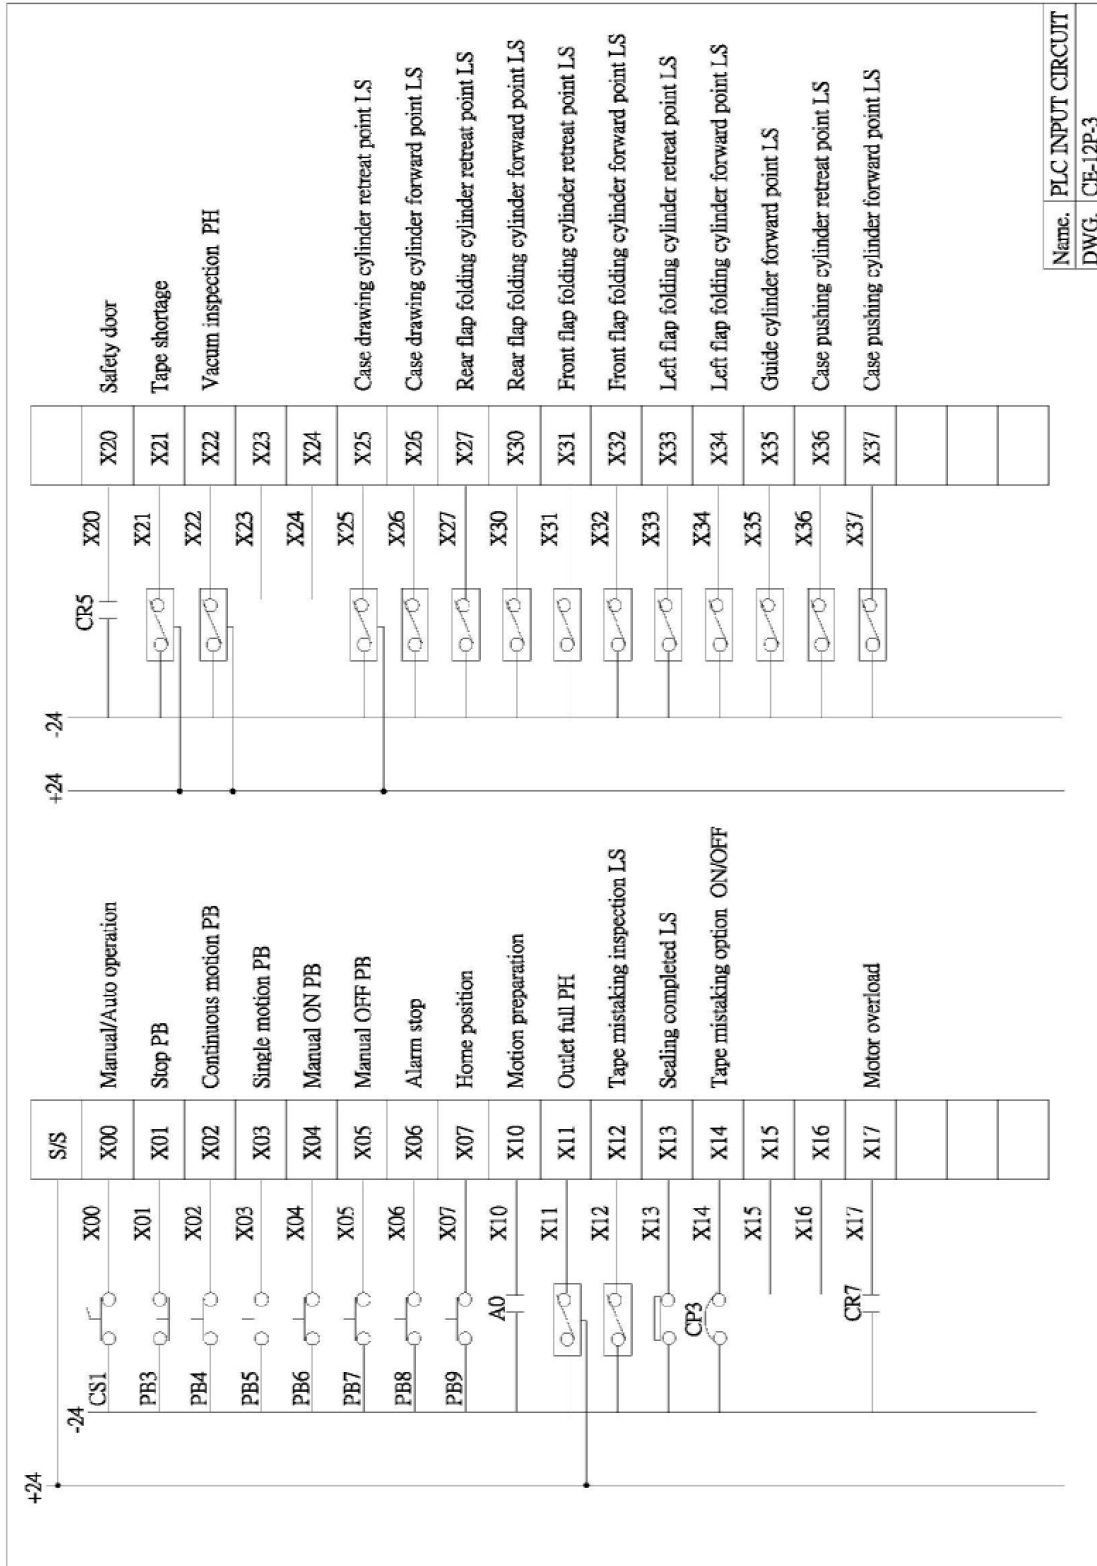 +24
-24
S/S
CS1 X00 X00 Manual/Auto operation
PB3 X01 X01 Stop PB
PB4 X02 X02 Continuous motion PB
PB5 X03 X03 Single motion PB
PB6 X04 X04 Manual ON PB
PB7 X05 X05 Manual OFF PB
PB8 X06 X06 Alarm stop
PB9 X07 X07 Home position
A0 X10 X10 Motion preparation
X11 X11 Outlet full PH
X12 X12 Tape mistaking inspection LS
X13 X13 Sealing completed LS
CP3 X14 X14 Tape mistaking option ON/OFF
X15 X15
X16 X16
CR7 X17 X17 Motor overload
+24
-24
CR5 X20 X20 Safety door
X21 X21 Tape shortage
X22 X22 Vacum inspection PH
X23 X23
X24 X24
X25 X25 Case drawing cylinder retreat point LS
X26 X26 Case drawing cylinder forward point LS
X27 X27 Rear flap folding cylinder retreat point LS
X30 X30 Rear flap folding cylinder forward point LS
X31 X31 Front flap folding cylinder retreat point LS
X32 X32 Front flap folding cylinder forward point LS
X33 X33 Left flap folding cylinder retreat point LS
X34 X34 Left flap folding cylinder forward point LS
X35 X35 Guide cylinder forward point LS
X36 X36 Case pushing cylinder retreat point LS
X37 X37 Case pushing cylinder forward point LS
Name. PLC INPUT CIRCUIT
DWG. CE-12P-3